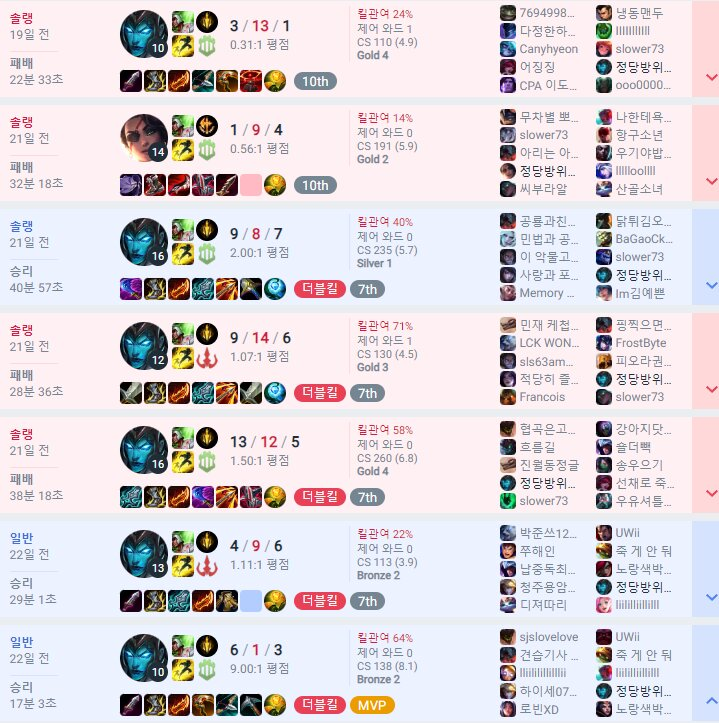 솔랭
19일 전
패배
22분 33초
10
3 / 13 / 1
0.31:1 평점
10th
킬관여 24%
제어 와드 1
CS 110 (4.9)
Gold 4
7694998...
다정한하...
Canyhyeon
어징징
CPA 이도...
냉동맨두
slower73
정당방위...
ooo0000...
솔랭
21일 전
패배
32분 18초
14
1 / 9 / 4
0.56:1 평점
10th
킬관여 14%
제어 와드 0
CS 191 (5.9)
Gold 2
무차별 뽀...
slower73
아리는 아...
정당방위...
씨부라알
나한테욕...
항구소년
우기야밥...
산골소녀
솔랭
21일 전
승리
40분 57초
16
9 / 8 / 7
2.00:1 평점
더블킬
7th
킬관여 40%
제어 와드 0
CS 235 (5.7)
Silver 1
공룡과친...
민법과 공...
이 악물고...
사랑과 포...
Memory ...
닭튀김오...
BaGaoCk...
slower73
정당방위...
Im김예쁜
솔랭
21일 전
패배
28분 36초
12
9 / 14 / 6
1.07:1 평점
더블킬
7th
킬관여 71%
제어 와드 1
CS 130 (4.5)
Gold 3
민재 케첩...
LCK WON...
sls63am...
적당히 즐...
Francois
핑찍으면...
FrostByte
피오라권...
정당방위...
slower73
솔랭
21일 전
패배
38분 18초
16
13 / 12 / 5
1.50:1 평점
더블킬
7th
킬관여 58%
제어 와드 0
CS 260 (6.8)
Gold 4
협곡은고...
흐름길
진월동정글
정당방위...
slower73
강아지닷...
솔더빽
송우오기
선채로 죽...
우유셔틀...
일반
22일 전
승리
29분 1초
13
4 / 9 / 6
1.11:1 평점
더블킬
7th
킬관여 22%
제어 와드 0
CS 113 (3.9)
Bronze 2
박준쓰12...
쭈해인
납중독최...
청주용암...
디져따리
UWii
죽 게 안 둬
노랑색박...
정당방위...
일반
22일 전
승리
17분 3초
10
6 / 1 / 3
9.00:1 평점
더블킬
MVP
킬관여 64%
제어 와드 0
CS 138 (8.1)
Bronze 2
sjslovelove
견습기사 ...
하이세07...
로빈XD
UWii
죽 게 안 둬
정당방위...
노랑색박...